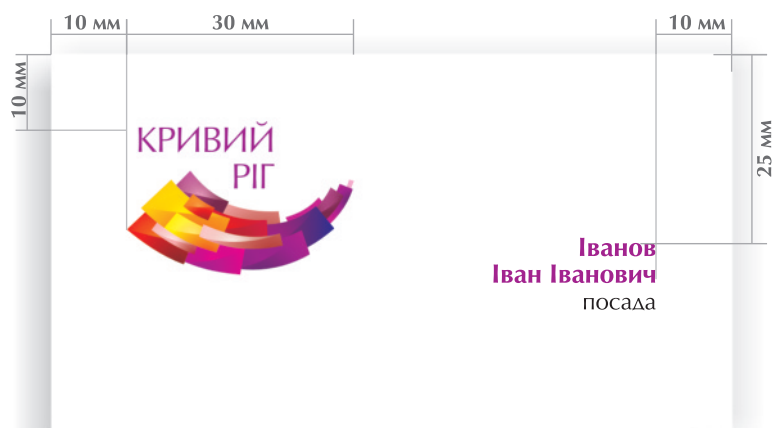 10 мм
30 мм
10 мм
10 мм
25 мм
КРИВИЙ
РІГ
Іванов
Іван Іванович
посада